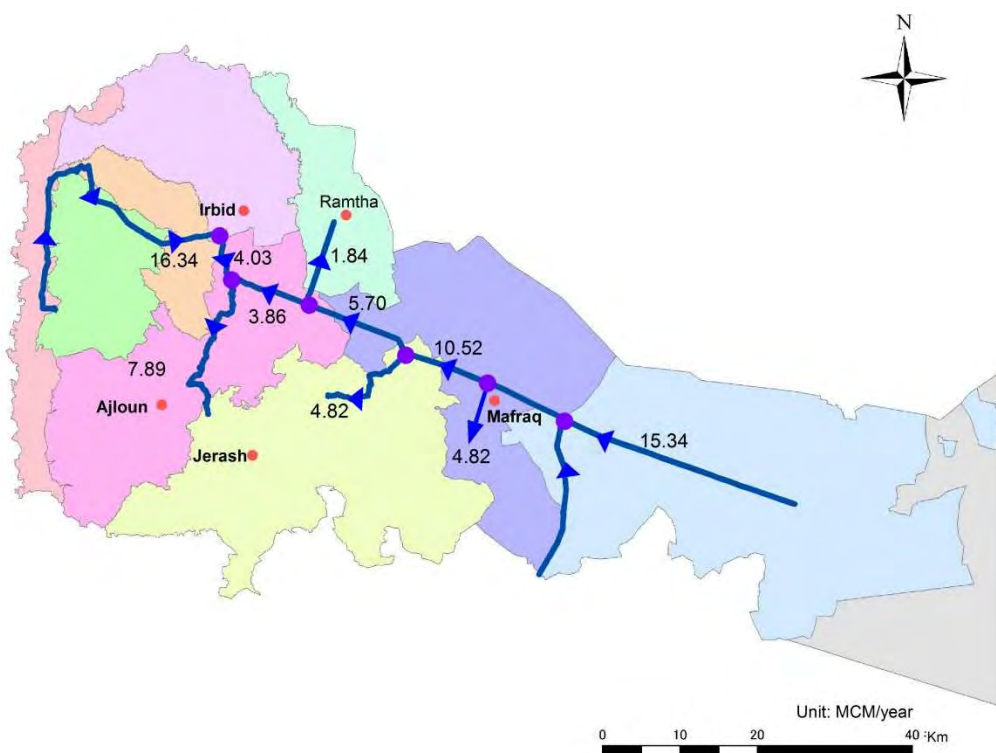 N
Ramtha
Irbid
16.34
4.03
1.84
3.86
5.70
10.52
7.89
4.82
Ajloun
Mafraq
15.34
4.82
Jerash
Unit: MCM/year
0 10 20 40 Km